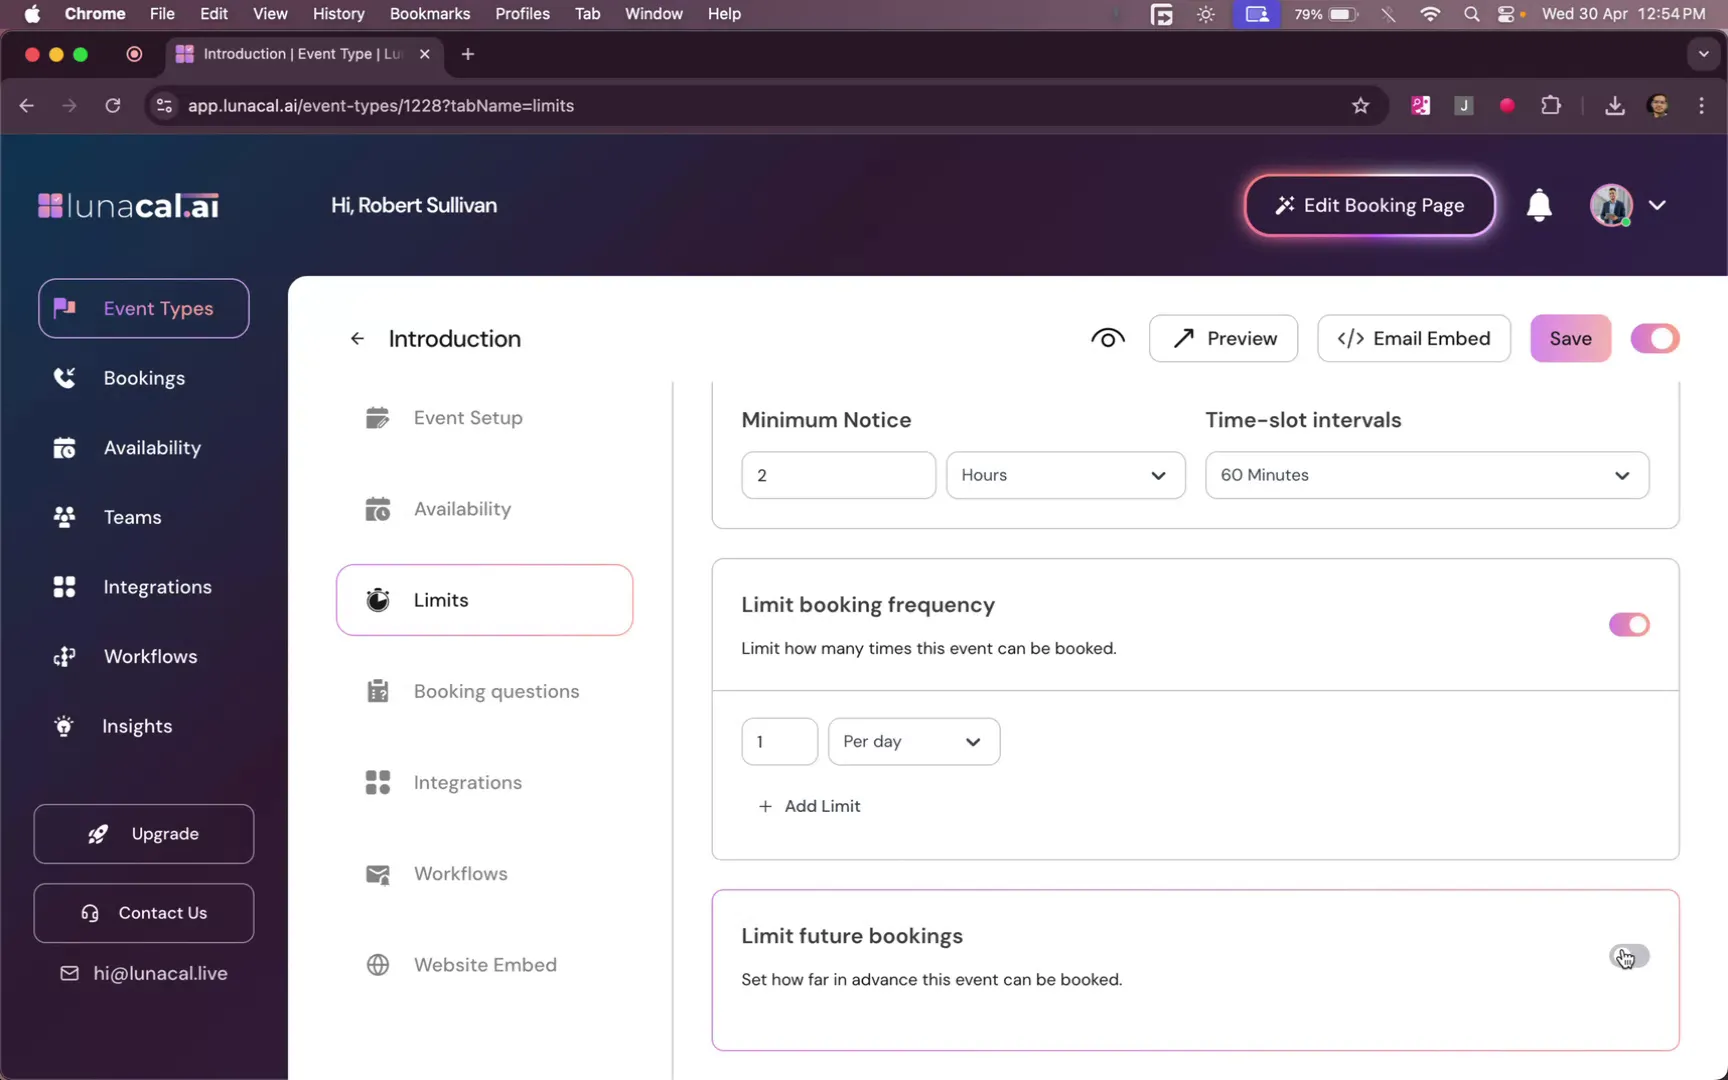 Chrome File Edit View History Bookmarks Profiles Tab Window Help 79% Wed 30 Apr 12:54 PM
Introduction | Event Type | Lu
app.lunacal.ai/event-types/1228?tabName=limits
J
lunacal.ai
Hi, Robert Sullivan
Edit Booking Page
Event Types
Bookings
Availability
Teams
Integrations
Workflows
Insights
Upgrade
Contact Us
hi@lunacal.live
Introduction
Preview
Email Embed
Save
Event Setup
Availability
Limits
Booking questions
Integrations
Workflows
Website Embed
Minimum Notice
Time-slot intervals
2
Hours
60 Minutes
Limit booking frequency
Limit how many times this event can be booked.
1
Per day
+ Add Limit
Limit future bookings
Set how far in advance this event can be booked.